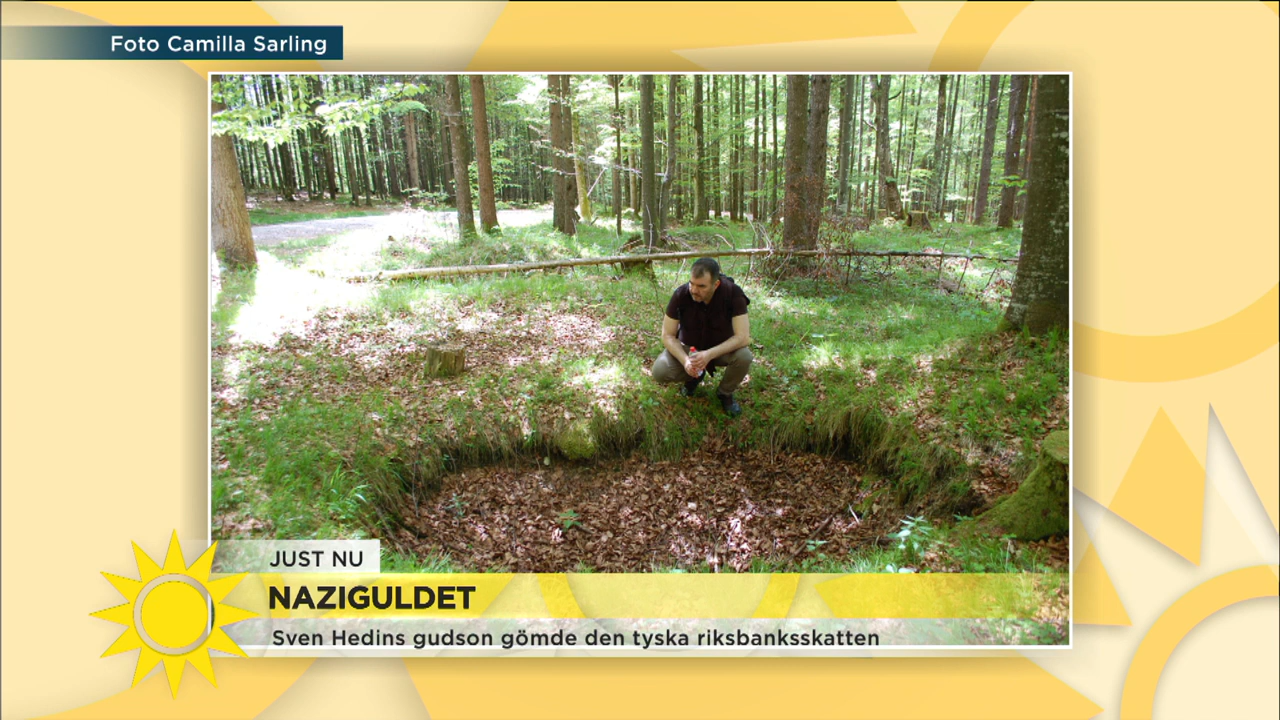 Foto Camilla Sarling
JUST NU
NAZIGULDET
Sven Hedins gudson gömde den tyska riksbanksskatten